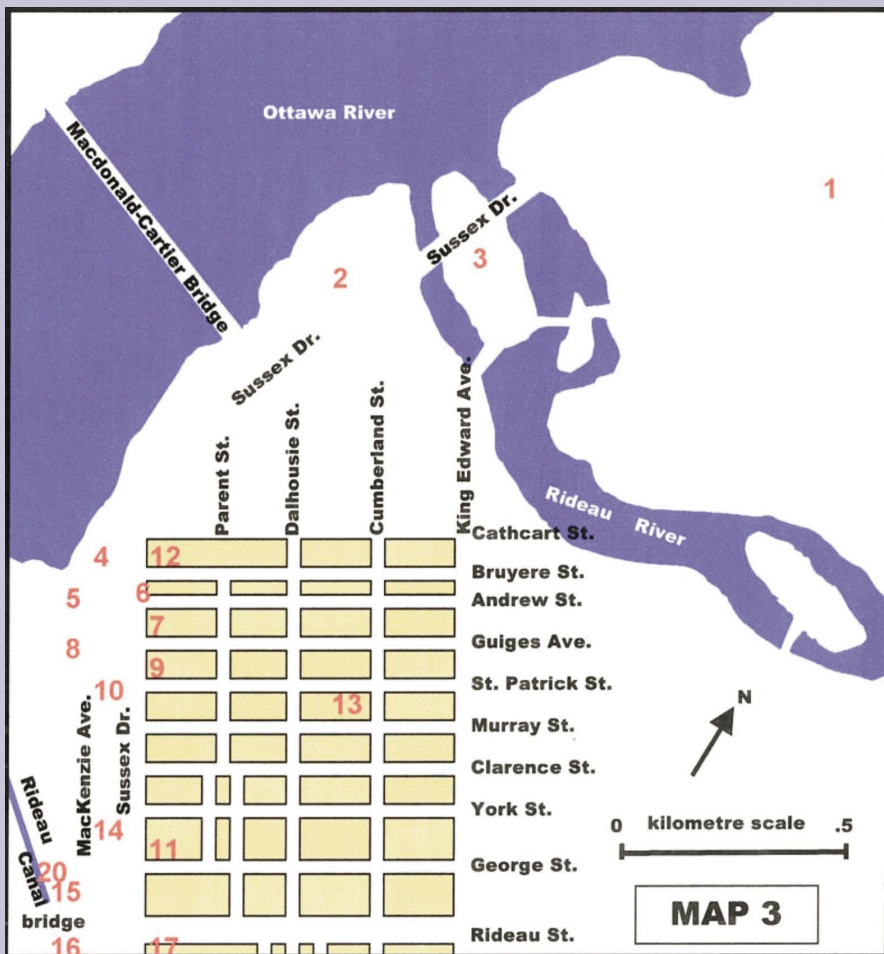 Ottawa River
Macdonald-Cartier Bridge
1
Sussex Dr.
3
2
Sussex Dr.
Parent St.
Dalhousie St.
Cumberland St.
King Edward Ave.
Rideau River
Cathcart St.
4
12
Bruyere St.
5
6
Andrew St.
7
Guiges Ave.
8
9
St. Patrick St.
10
13
N
MacKenzie Ave.
Sussex Dr.
Murray St.
Clarence St.
York St.
Rideau Canal
14
11
0 kilometre scale .5
George St.
20
15
bridge
MAP 3
Rideau St.
16
17